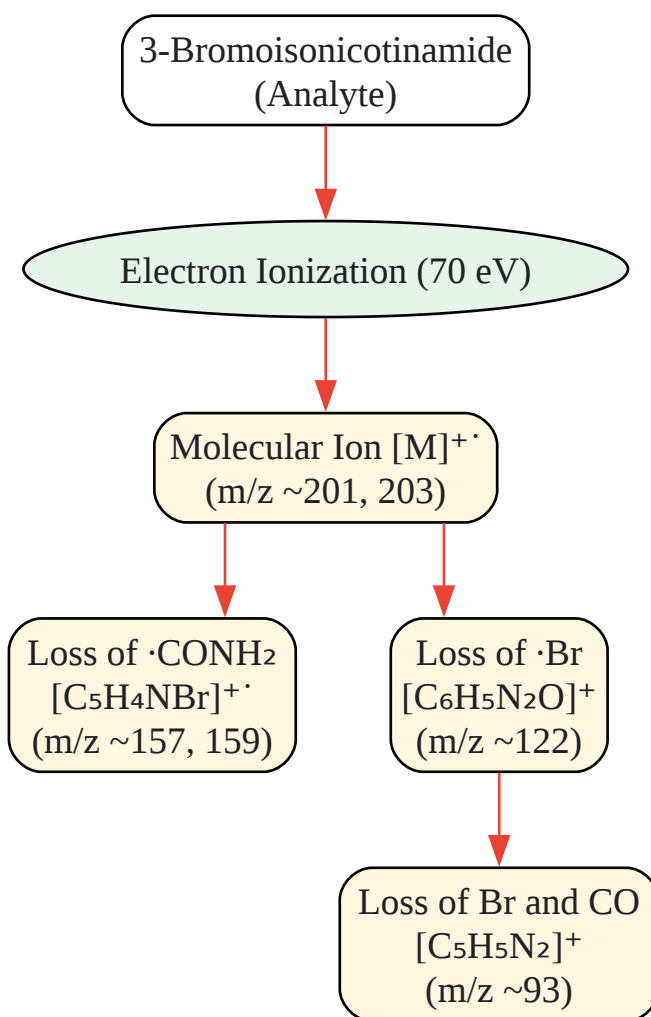 3-Bromoisonicotinamide
(Analyte)
Electron Ionization (70 eV)
Molecular Ion [M]⁺˙
(m/z ~201, 203)
Loss of ·CONH₂
[C₅H₄NBr]⁺˙
(m/z ~157, 159)
Loss of ·Br
[C₆H₅N₂O]⁺
(m/z ~122)
Loss of Br and CO
[C₅H₅N₂]⁺
(m/z ~93)